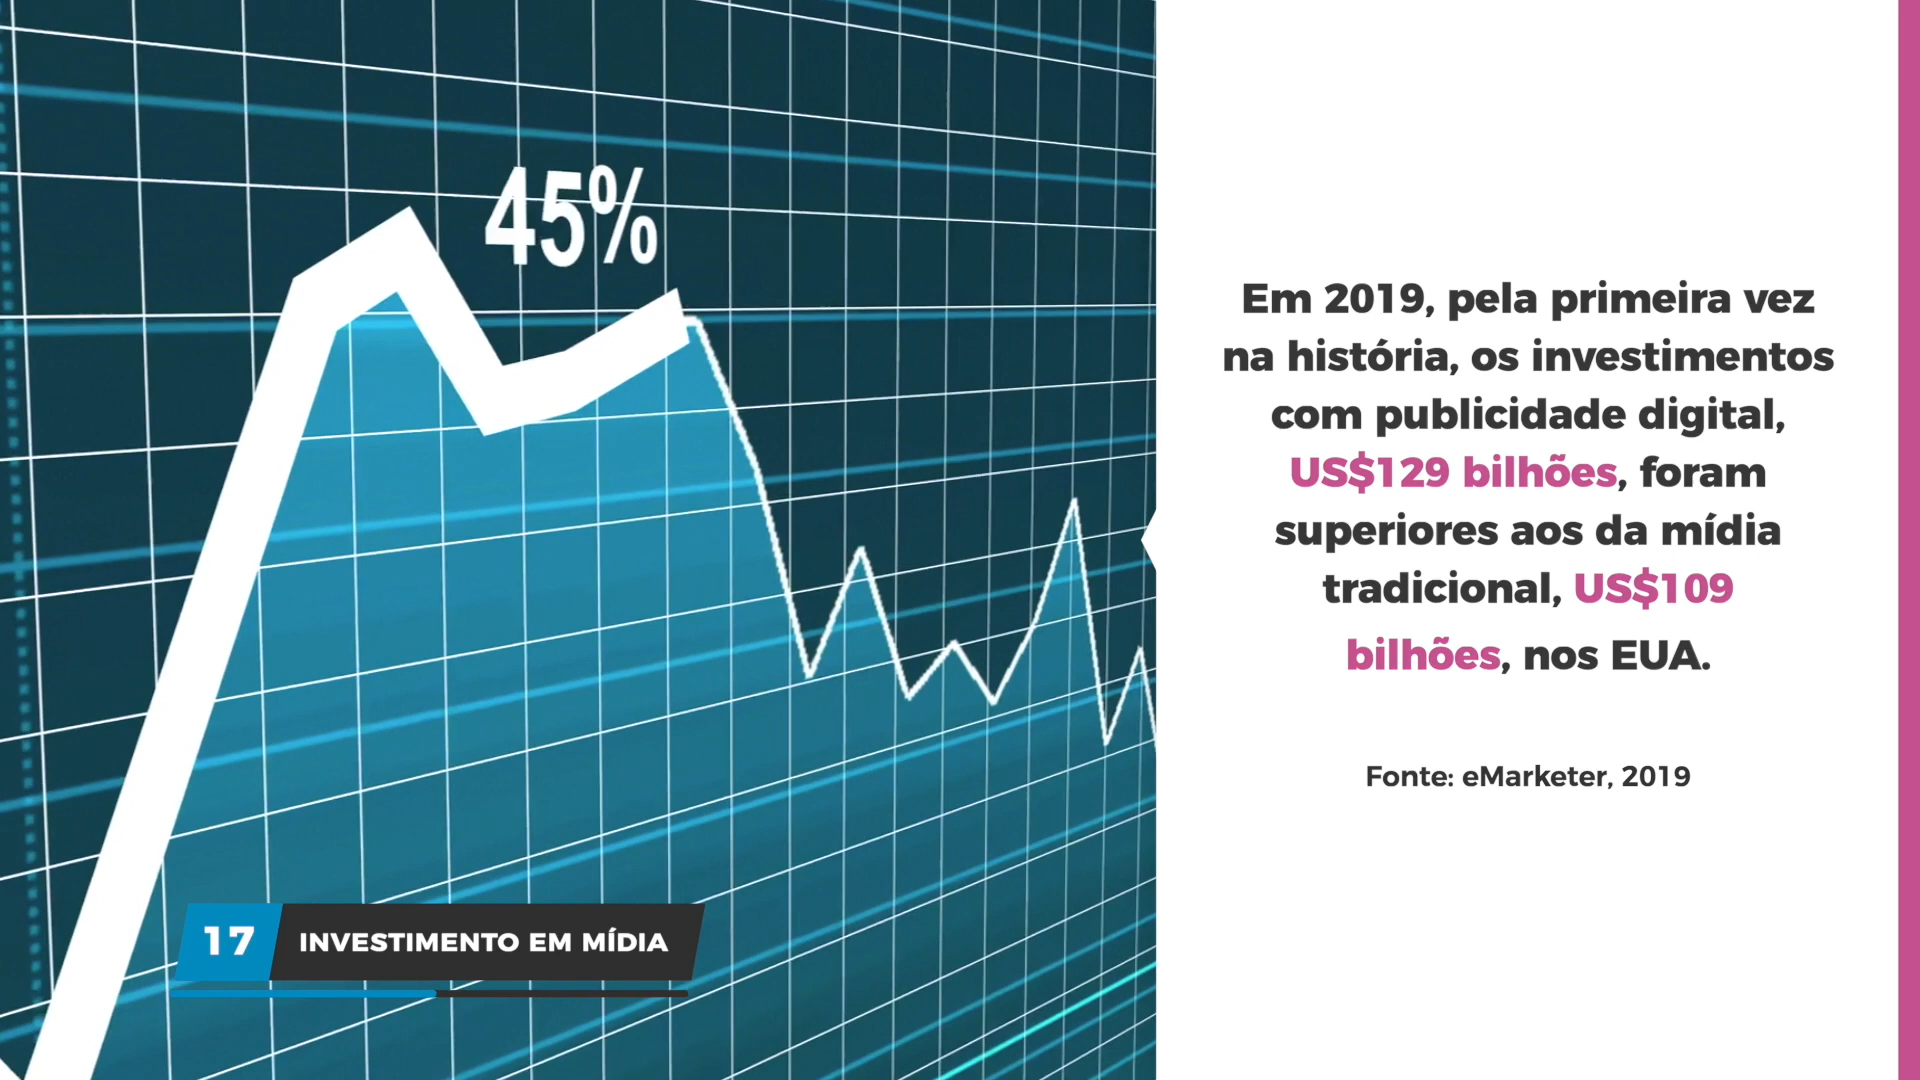 45%
17 INVESTIMENTO EM MÍDIA
Em 2019, pela primeira vez
na história, os investimentos
com publicidade digital,
US$129 bilhões, foram
superiores aos da mídia
tradicional, US$109
bilhões, nos EUA.
Fonte: eMarketer, 2019